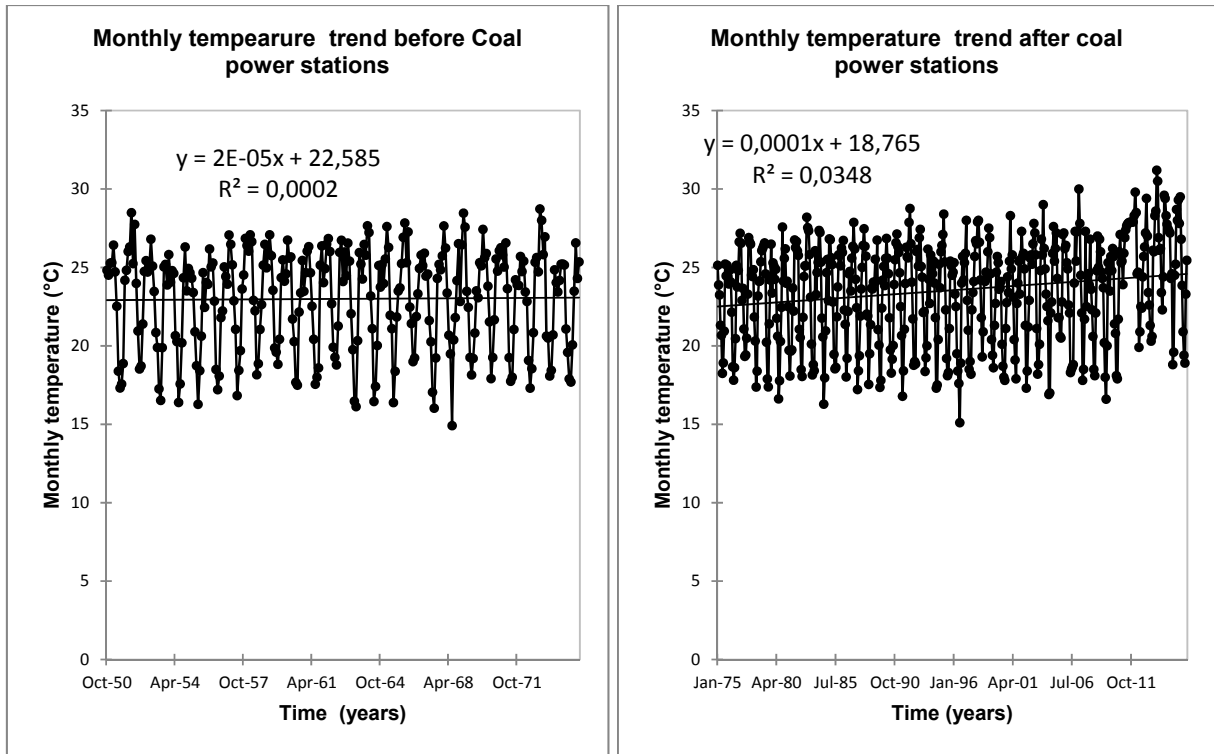 Monthly tempearure trend before Coal
power stations
35
30
25
20
15
10
5
0
Monthly temperature (°C)
y = 2E-05x + 22,585
R² = 0,0002
Oct-50 Apr-54 Oct-57 Apr-61 Oct-64 Apr-68 Oct-71
Time (years)
Monthly temperature trend after coal
power stations
35
30
25
20
15
10
5
0
Monthly temperature (°C)
y = 0,0001x + 18,765
R² = 0,0348
Jan-75 Apr-80 Jul-85 Oct-90 Jan-96 Apr-01 Jul-06 Oct-11
Time (years)